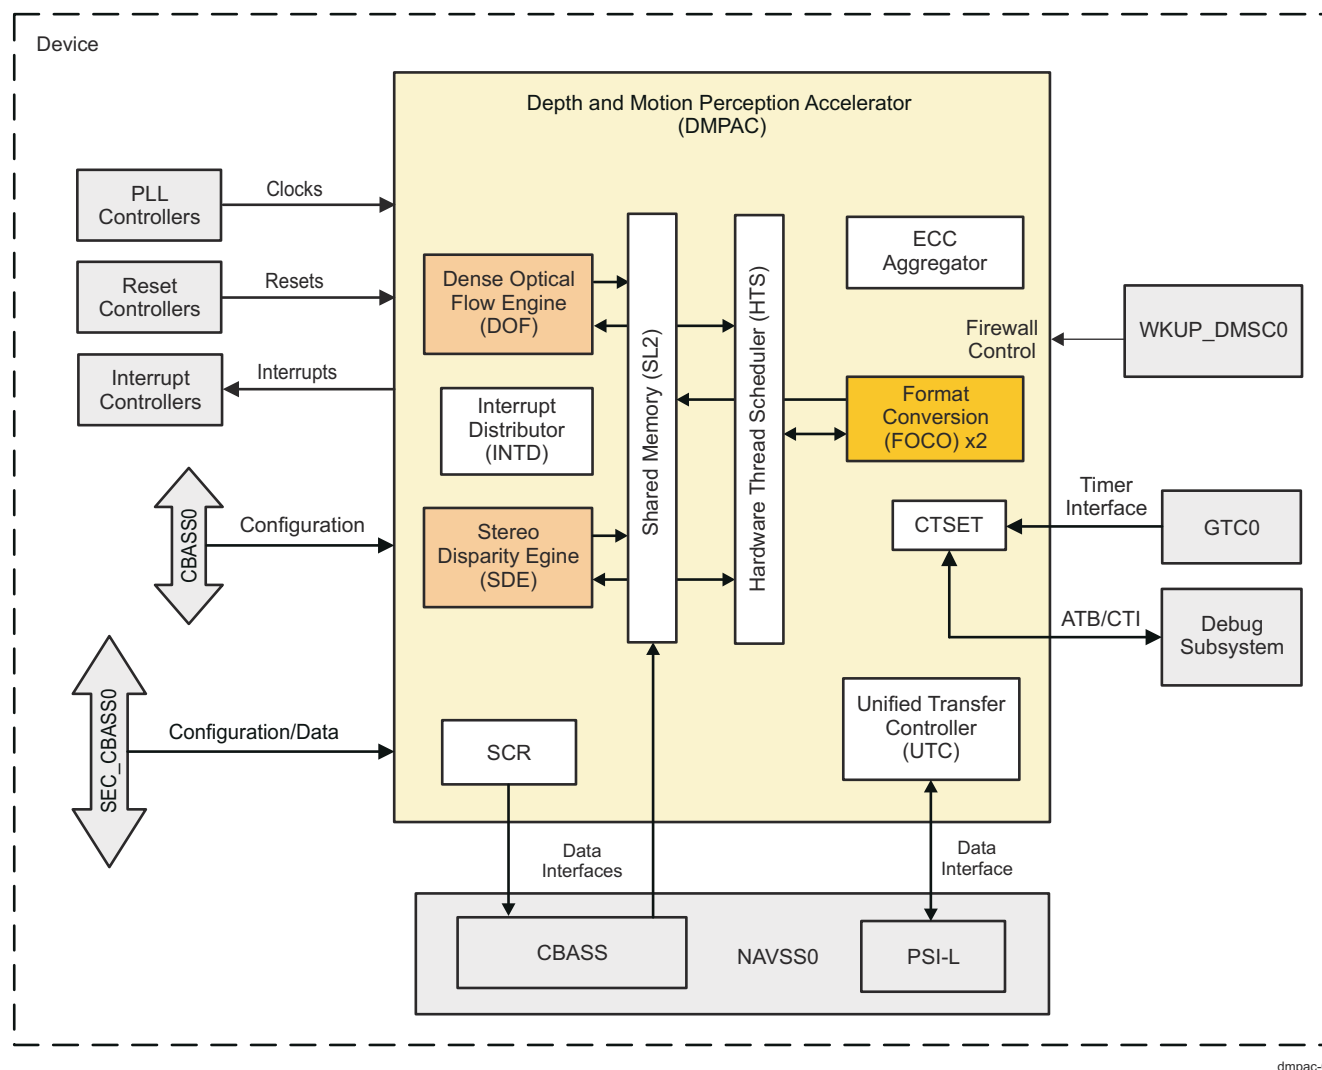 Device
Depth and Motion Perception Accelerator
(DMPAC)
PLL
Controllers
Clocks
Reset
Controllers
Resets
Interrupt
Controllers
Interrupts
CBASS0
Configuration
SEC_CBASS0
Configuration/Data
Dense Optical
Flow Engine
(DOF)
Interrupt
Distributor
(INTD)
Stereo
Disparity Egine
(SDE)
Shared Memory (SL2)
Hardware Thread Scheduler (HTS)
ECC
Aggregator
Format
Conversion
(FOCO) x2
Firewall
Control
WKUP_DMSC0
CTSET
Timer
Interface
GTC0
ATB/CTI
Debug
Subsystem
SCR
Unified Transfer
Controller
(UTC)
Data
Interfaces
Data
Interface
CBASS
NAVSS0
PSI-L
dmpac-